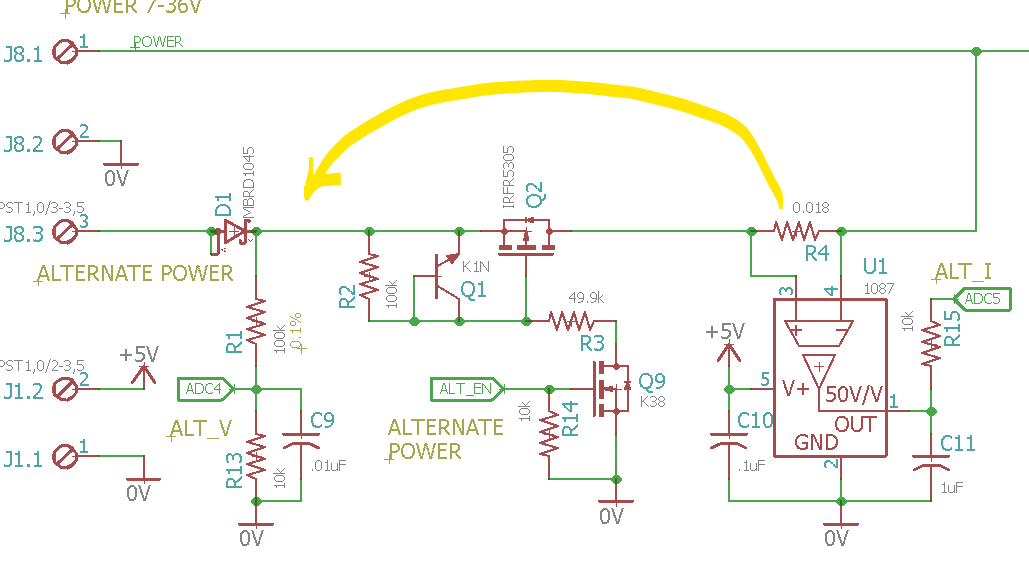 POWER 7-36V
J8.1
1
POWER
J8.2
2
0V
PST1,0/3-3,5
J8.3
3
D1
MBRD1045
ALTERNATE POWER
R1
100k
0.1%
R2
100k
K1N
Q1
IRFR5305
Q2
49.9k
R3
0.018
R4
U1
1087
3
4
ALT_I
ADC5
10k
R15
PST1,0/2-3,5
J1.2
2
+5V
ADC4
ALT_V
C9
.01uF
R13
10k
0V
J1.1
1
0V
ALT_EN
ALTERNATE
POWER
10k
R14
Q9
K38
0V
+5V
5
V+
50V/V
OUT
1
GND
2
C10
.1uF
C11
1uF
0V